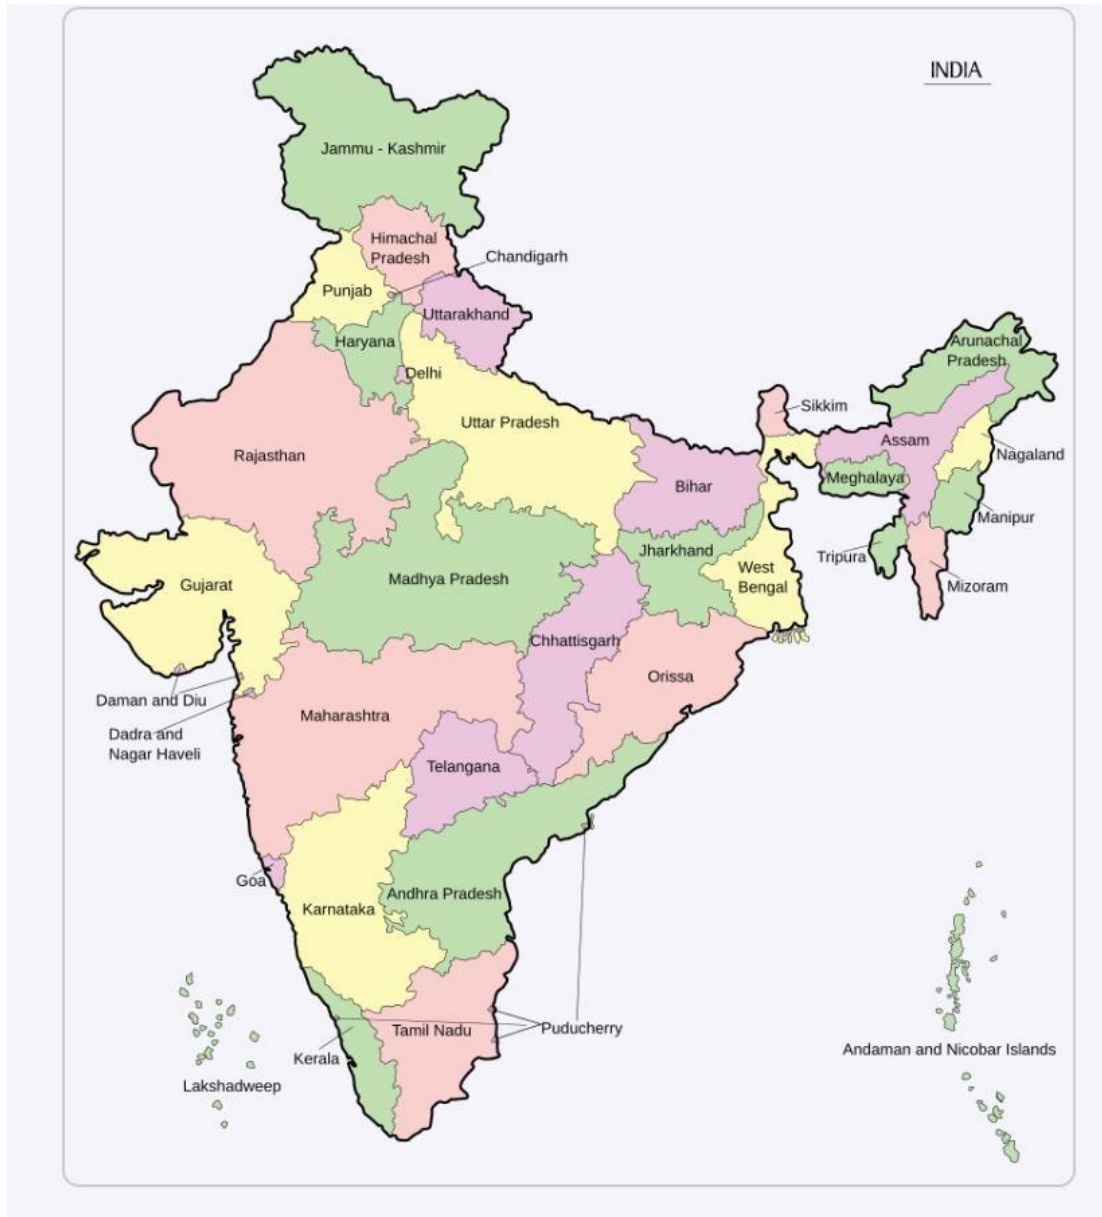 INDIA
Jammu - Kashmir
Himachal
Pradesh
Chandigarh
Punjab
Uttarakhand
Haryana
Delhi
Arunachal
Pradesh
Sikkim
Uttar Pradesh
Assam
Rajasthan
Nagaland
Meghalaya
Bihar
Manipur
Jharkhand
Tripura
West
Bengal
Madhya Pradesh
Gujarat
Mizoram
Chhattisgarh
Orissa
Daman and Diu
Maharashtra
Dadra and
Nagar Haveli
Telangana
Goa
Andhra Pradesh
Karnataka
Tamil Nadu
Puducherry
Andaman and Nicobar Islands
Kerala
Lakshadweep